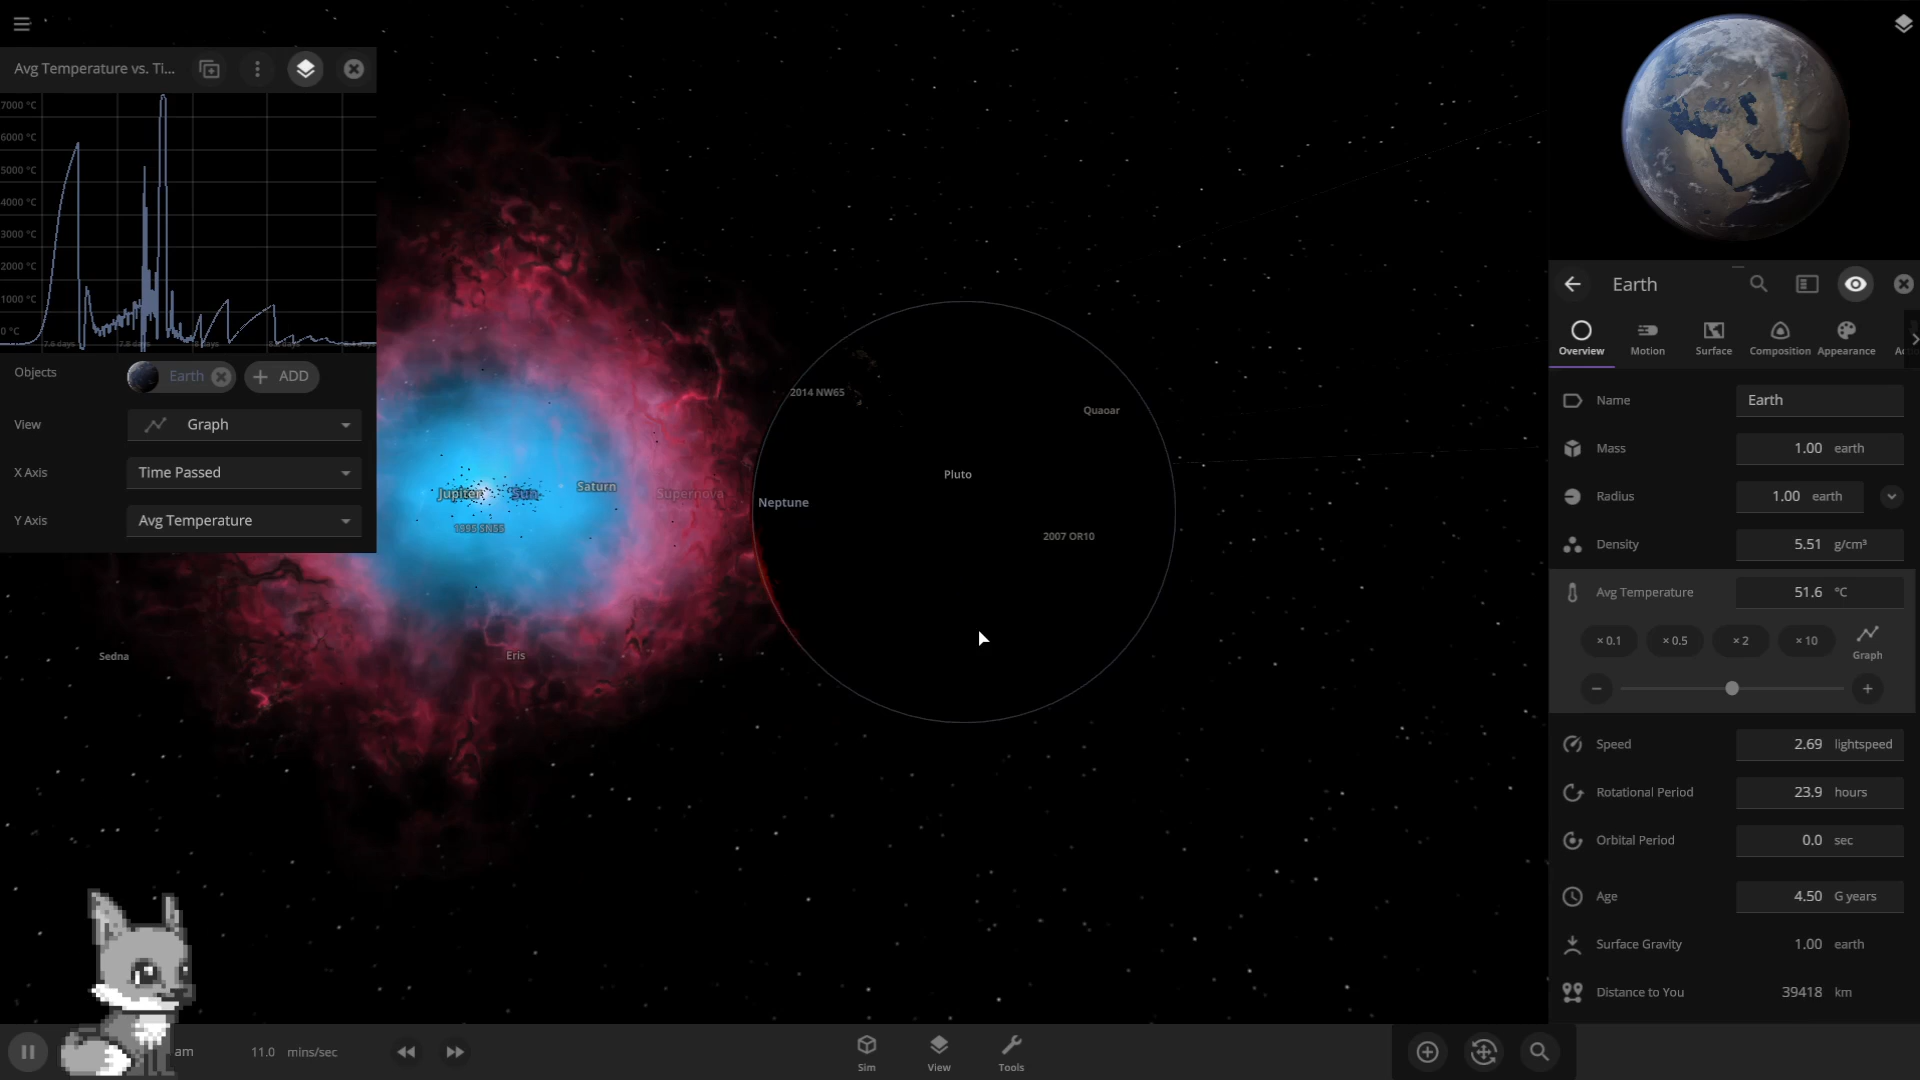 Avg Temperature vs. Ti...
7000 °C
6000 °C
5000 °C
4000 °C
3000 °C
2000 °C
1000 °C
0 °C
Objects
Earth
ADD
View
Graph
X Axis
Time Passed
Y Axis
Avg Temperature
2014 NW65
Quaoar
Pluto
Jupiter
Sun
Saturn
Supernova
Neptune
1995 SN55
2007 OR10
Sedna
Eris
am
11.0 mins/sec
Sim
View
Tools
Earth
Overview
Motion
Surface
Composition
Appearance
Name
Earth
Mass
1.00 earth
Radius
1.00 earth
Density
5.51 g/cm³
Avg Temperature
51.6 °C
× 0.1
× 0.5
× 2
× 10
Graph
Speed
2.69 lightspeed
Rotational Period
23.9 hours
Orbital Period
0.0 sec
Age
4.50 G years
Surface Gravity
1.00 earth
Distance to You
39418 km